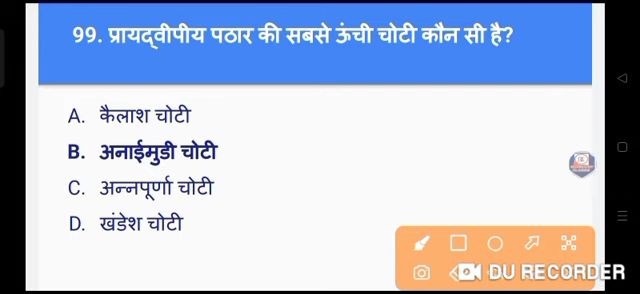 99. प्रायद्वीपीय पठार की सबसे ऊंची चोटी कौन सी है?
A. कैलाश चोटी
B. अनाईमुडी चोटी
C. अन्नपूर्णा चोटी
D. खंडेश चोटी
DU RECORDER